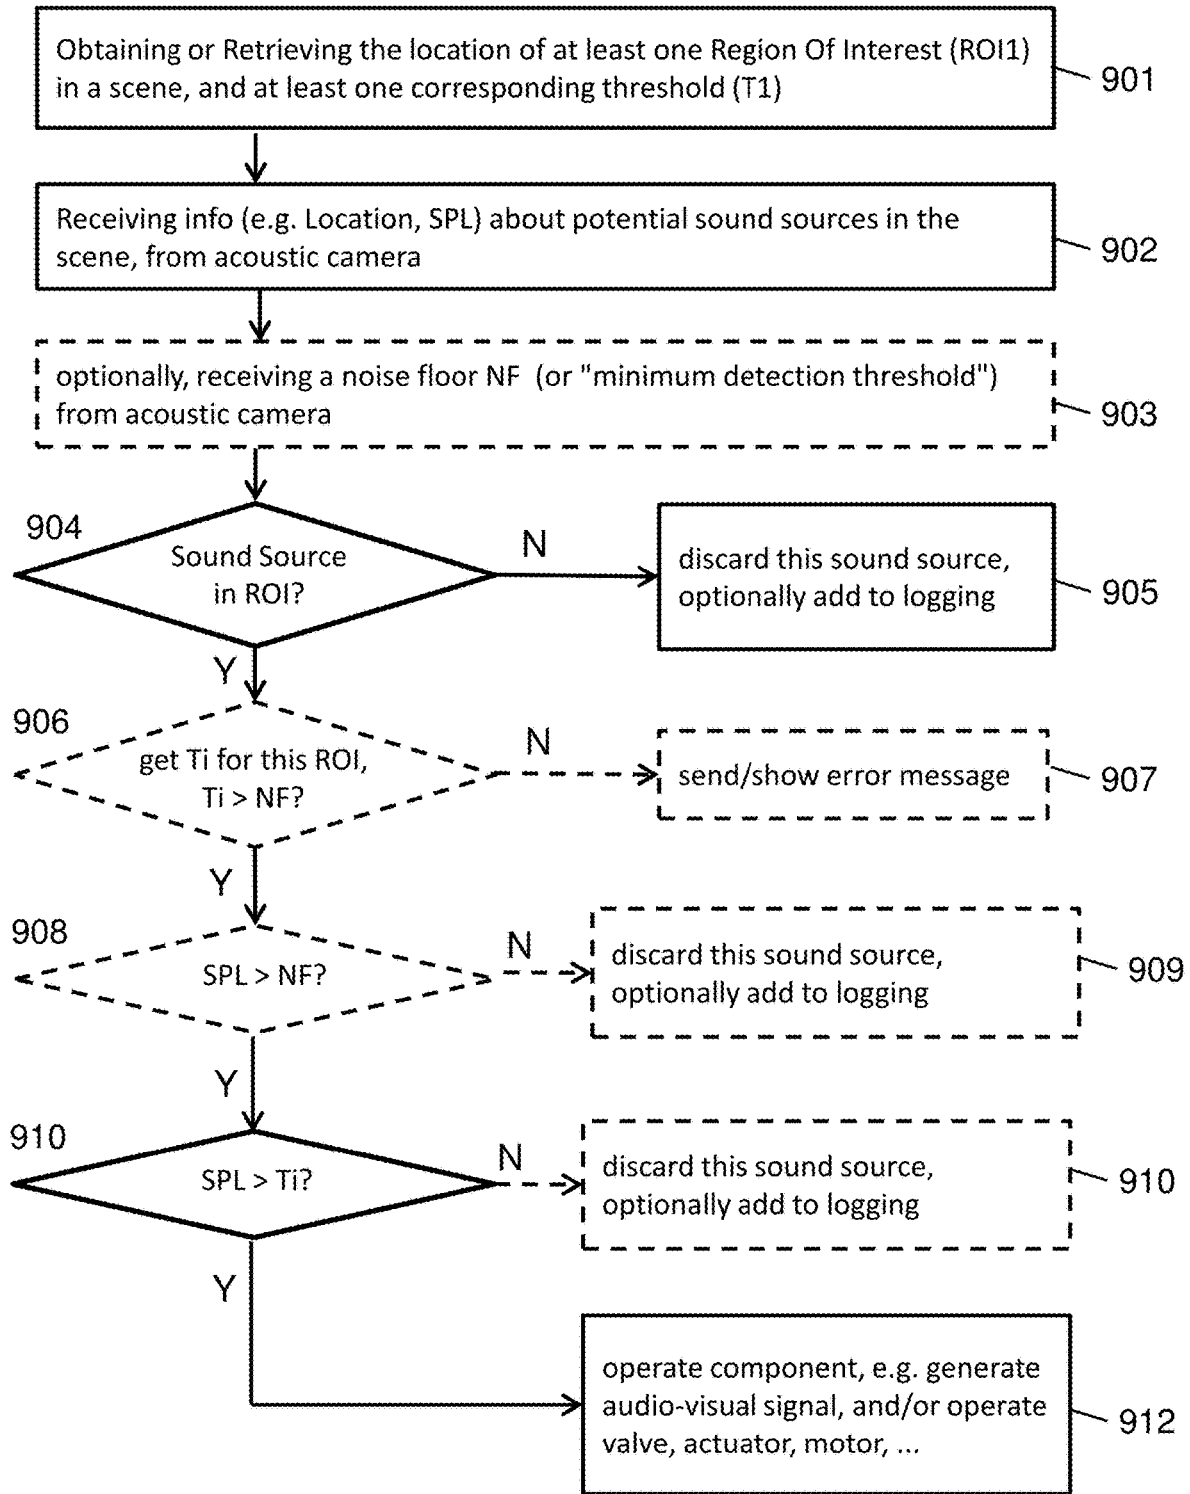 Obtaining or Retrieving the location of at least one Region Of Interest (ROI1)
in a scene, and at least one corresponding threshold (T1)
901
Receiving info (e.g. Location, SPL) about potential sound sources in the
scene, from acoustic camera
902
optionally, receiving a noise floor NF (or "minimum detection threshold")
from acoustic camera
903
904
Sound Source
in ROI?
N
discard this sound source,
optionally add to logging
905
Y
906
get Ti for this ROI,
Ti > NF?
N
send/show error message
907
Y
908
SPL > NF?
N
discard this sound source,
optionally add to logging
909
Y
910
SPL > Ti?
N
discard this sound source,
optionally add to logging
910
Y
operate component, e.g. generate
audio-visual signal, and/or operate
valve, actuator, motor, ...
912